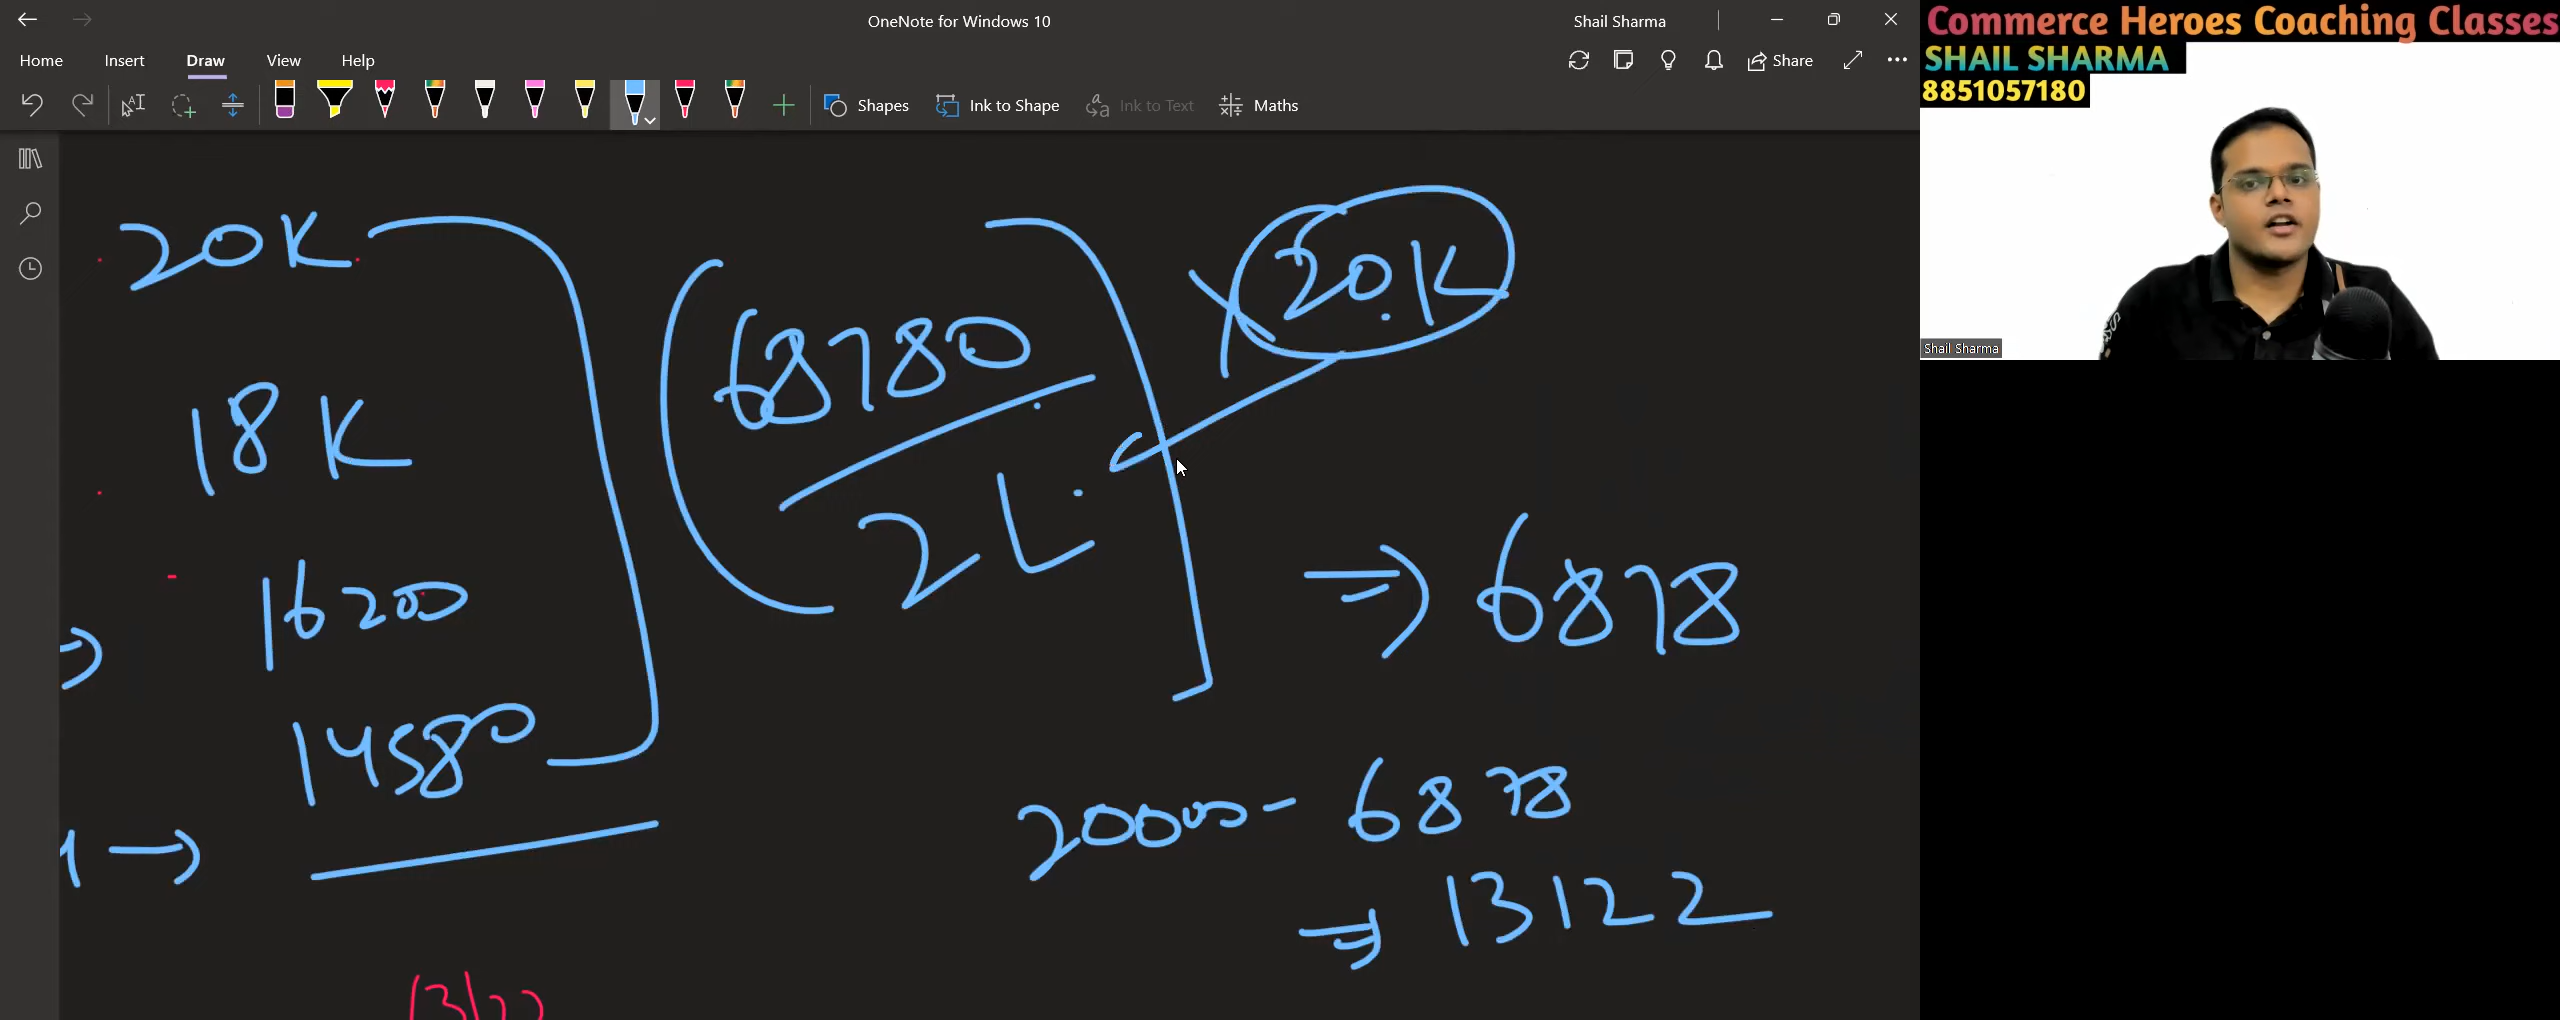 OneNote for Windows 10
Shail Sharma
Home Insert Draw View Help
Share
Shapes Ink to Shape Ink to Text Maths
Commerce Heroes Coaching Classes
SHAIL SHARMA
8851057180
Shail Sharma
20K
18K
16200
14580
68780
2L
× 20K
⇒ 6878
20000 - 6878
⇒ 13122